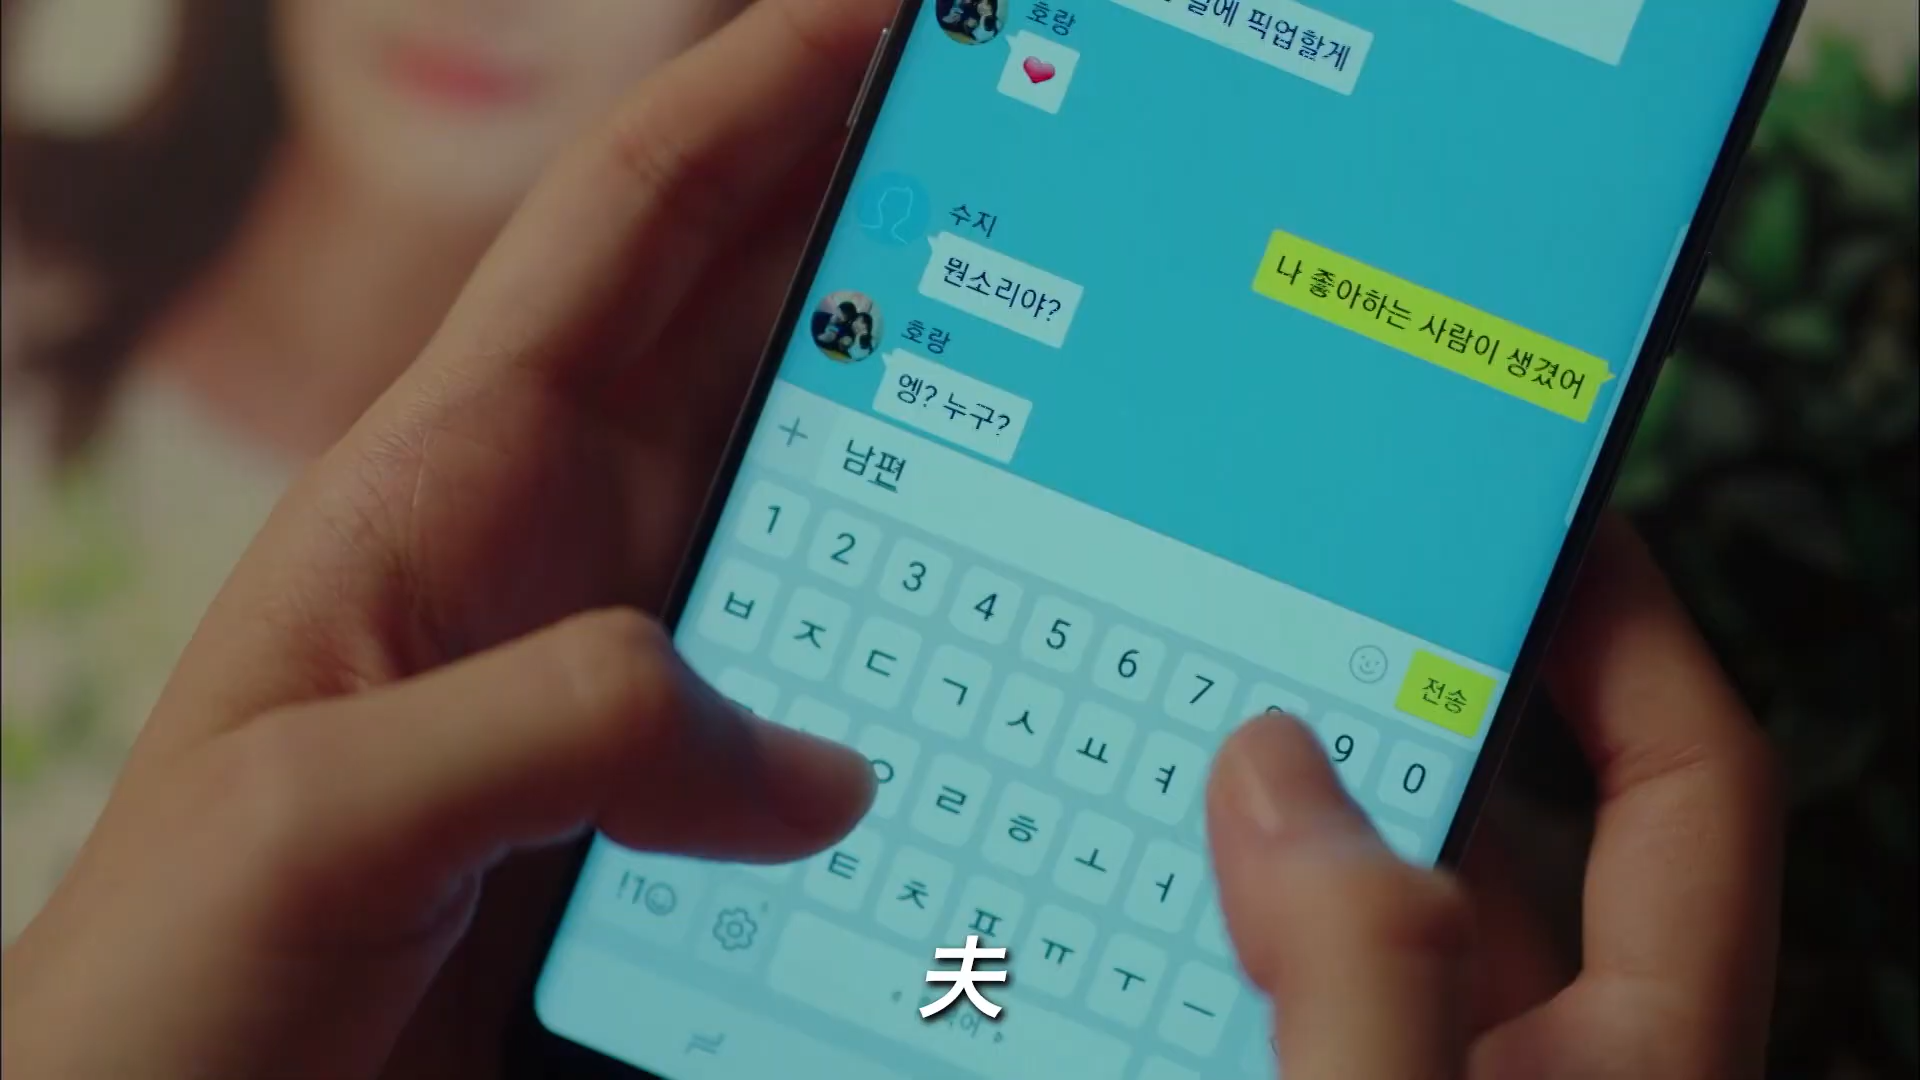 호랑
에 픽업할게
❤
나 좋아하는 사람이 생겼어
수지
뭔소리야?
호랑
엥? 누구?
남편
전송
1 2 3 4 5 6 7 9 0
ㅂ ㅈ ㄷ ㄱ ㅅ ㅛ ㅕ
ㅇ ㄹ ㅎ ㅗ ㅓ
ㅌ ㅊ ㅍ ㅠ ㅜ ㅡ
!1☺
夫